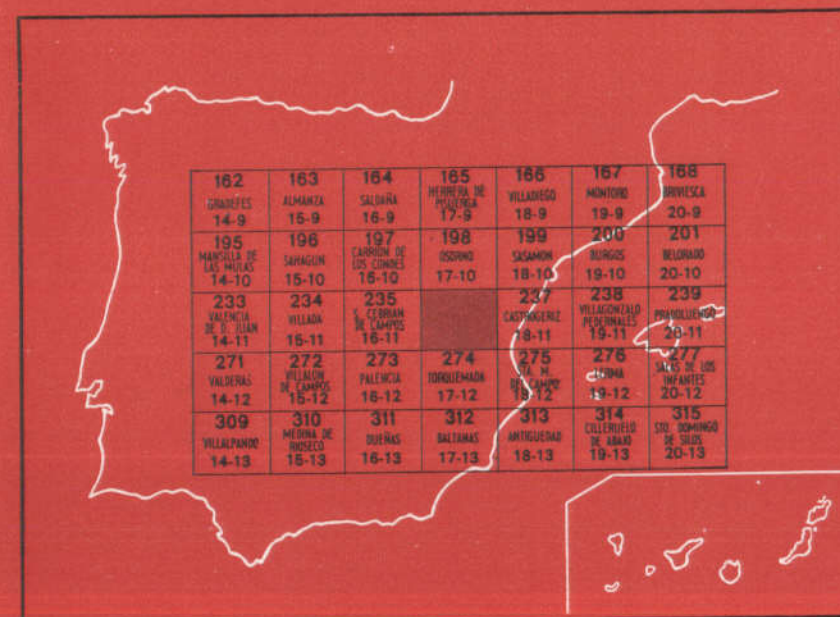 162
GRADEFES
14-9
163
ALMANZA
15-9
164
SALDAÑA
16-9
165
HERRERA DE
PISUERGA
17-9
166
VILLADIEGO
18-9
167
MONTORIO
19-9
168
BRIVIESCA
20-9
195
MANSILLA DE
LAS MULAS
14-10
196
SAHAGUN
15-10
197
CARRION DE
LOS CONDES
16-10
198
OSORNO
17-10
199
SASAMON
18-10
200
BURGOS
19-10
201
BELORADO
20-10
233
VALENCIA
DE D. JUAN
14-11
234
VILLADA
15-11
235
S. CEBRIAN
DE CAMPOS
16-11
237
CASTROGERIZ
18-11
238
VILLAGONZALO
PEDERNALES
19-11
239
PRADOLUENGO
20-11
271
VALDERAS
14-12
272
VILLALON
DE CAMPOS
15-12
273
PALENCIA
16-12
274
TORQUEMADA
17-12
275
STA. M.
DEL CAMPO
18-12
276
LERMA
19-12
277
SALAS DE LOS
INFANTES
20-12
309
VILLALPANDO
14-13
310
MEDINA DE
RIOSECO
15-13
311
DUEÑAS
16-13
312
BALTANAS
17-13
313
ANTIGUEDAD
18-13
314
CILLERUELO
DE ABAJO
19-13
315
STO. DOMINGO
DE SILOS
20-13